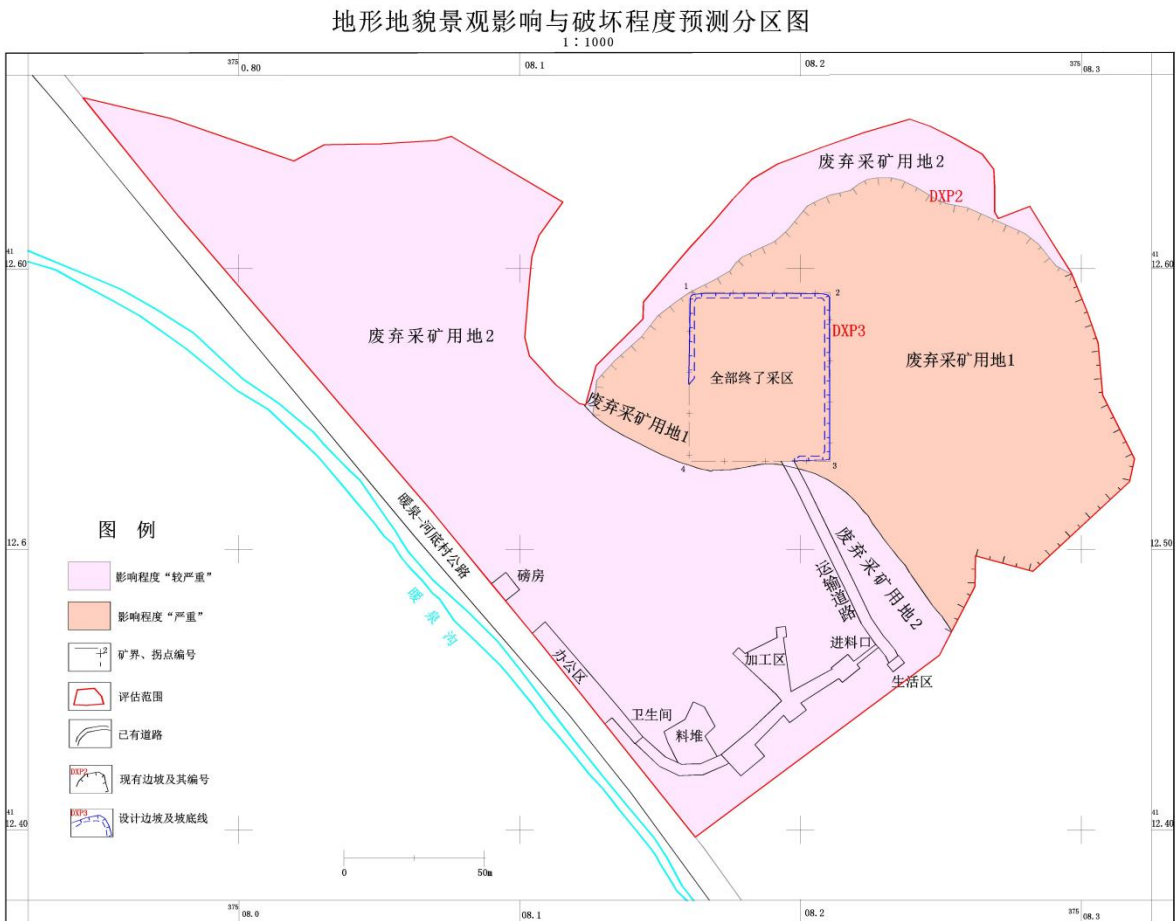 地形地貌景观影响与破坏程度预测分区图
1：1000
375 0.80
08.1
08.2
375 08.3
废弃采矿用地2
DXP2
41 12.60
41 12.60
1
2
DXP3
废弃采矿用地2
废弃采矿用地1
全部终了采区
废弃采矿用地1
4
3
暖泉-河底村公路
12.6
12.50
图 例
影响程度“较严重”
影响程度“严重”
2
矿界、拐点编号
评估范围
已有道路
DXP2
现有边坡及其编号
DXP3
设计边坡及坡底线
磅房
暖泉沟
废弃采矿用地2
运输道路
进料口
加工区
生活区
办公区
卫生间
料堆
41 12.40
41 12.40
0
50m
375 08.0
08.1
08.2
375 08.3